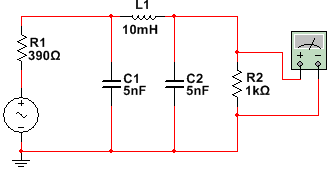 L1
10mH
R1
390Ω
C1
5nF
C2
5nF
R2
1kΩ
+ -